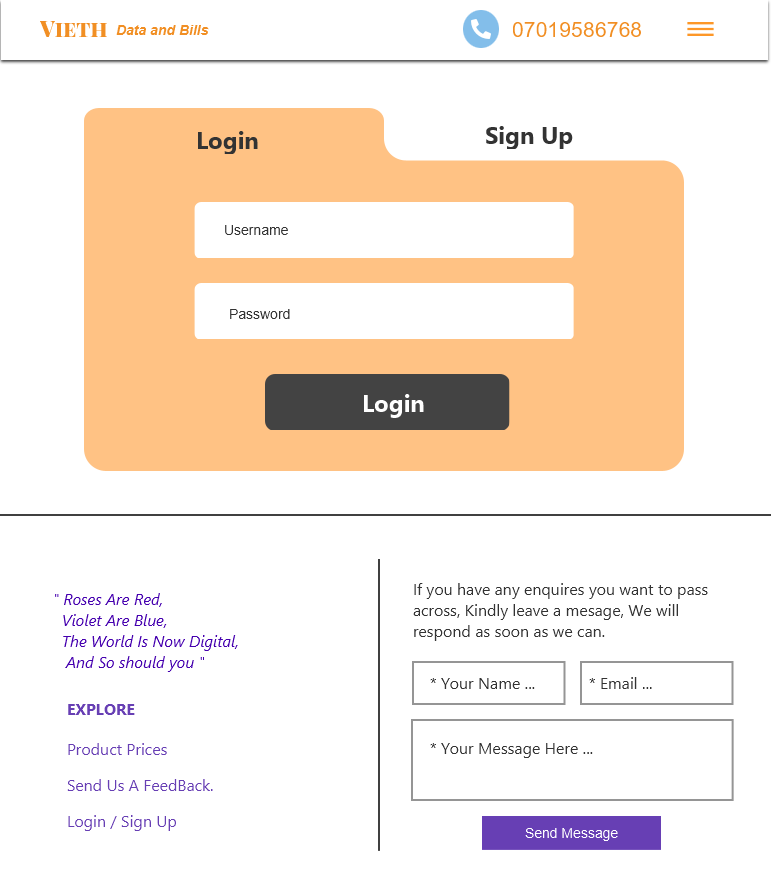 VIETH Data and Bills
07019586768
Login
Sign Up
Username
Password
Login
" Roses Are Red,
Violet Are Blue,
The World Is Now Digital,
And So should you "
EXPLORE
Product Prices
Send Us A FeedBack.
Login / Sign Up
If you have any enquires you want to pass
across, Kindly leave a mesage, We will
respond as soon as we can.
* Your Name ...
* Email ...
* Your Message Here ...
Send Message